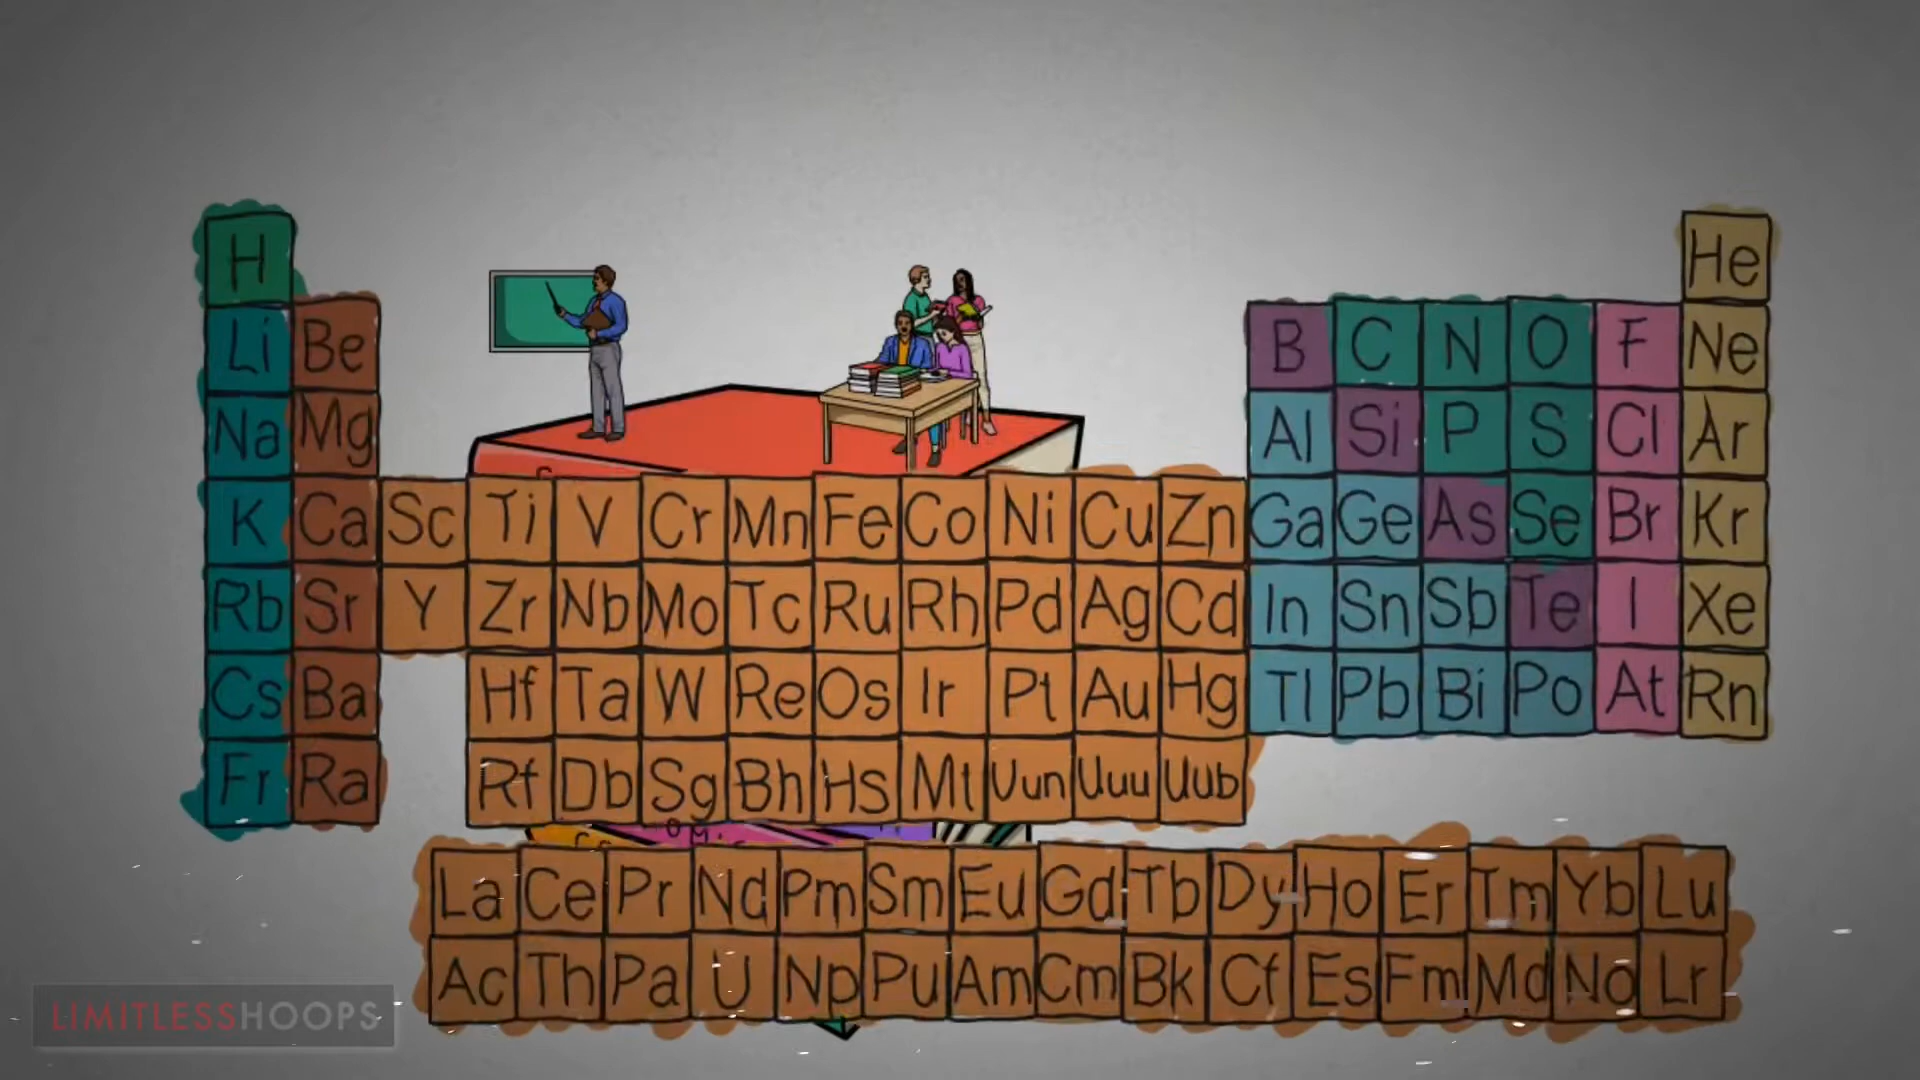 H He
Li Be B C N O F Ne
Na Mg Al Si P S Cl Ar
K Ca Sc Ti V Cr Mn Fe Co Ni Cu Zn Ga Ge As Se Br Kr
Rb Sr Y Zr Nb Mo Tc Ru Rh Pd Ag Cd In Sn Sb Te I Xe
Cs Ba Hf Ta W Re Os Ir Pt Au Hg Tl Pb Bi Po At Rn
Fr Ra Rf Db Sg Bh Hs Mt Uun Uuu Uub
La Ce Pr Nd Pm Sm Eu Gd Tb Dy Ho Er Tm Yb Lu
Ac Th Pa U Np Pu Am Cm Bk Cf Es Fm Md No Lr
LIMITLESSHOOPS